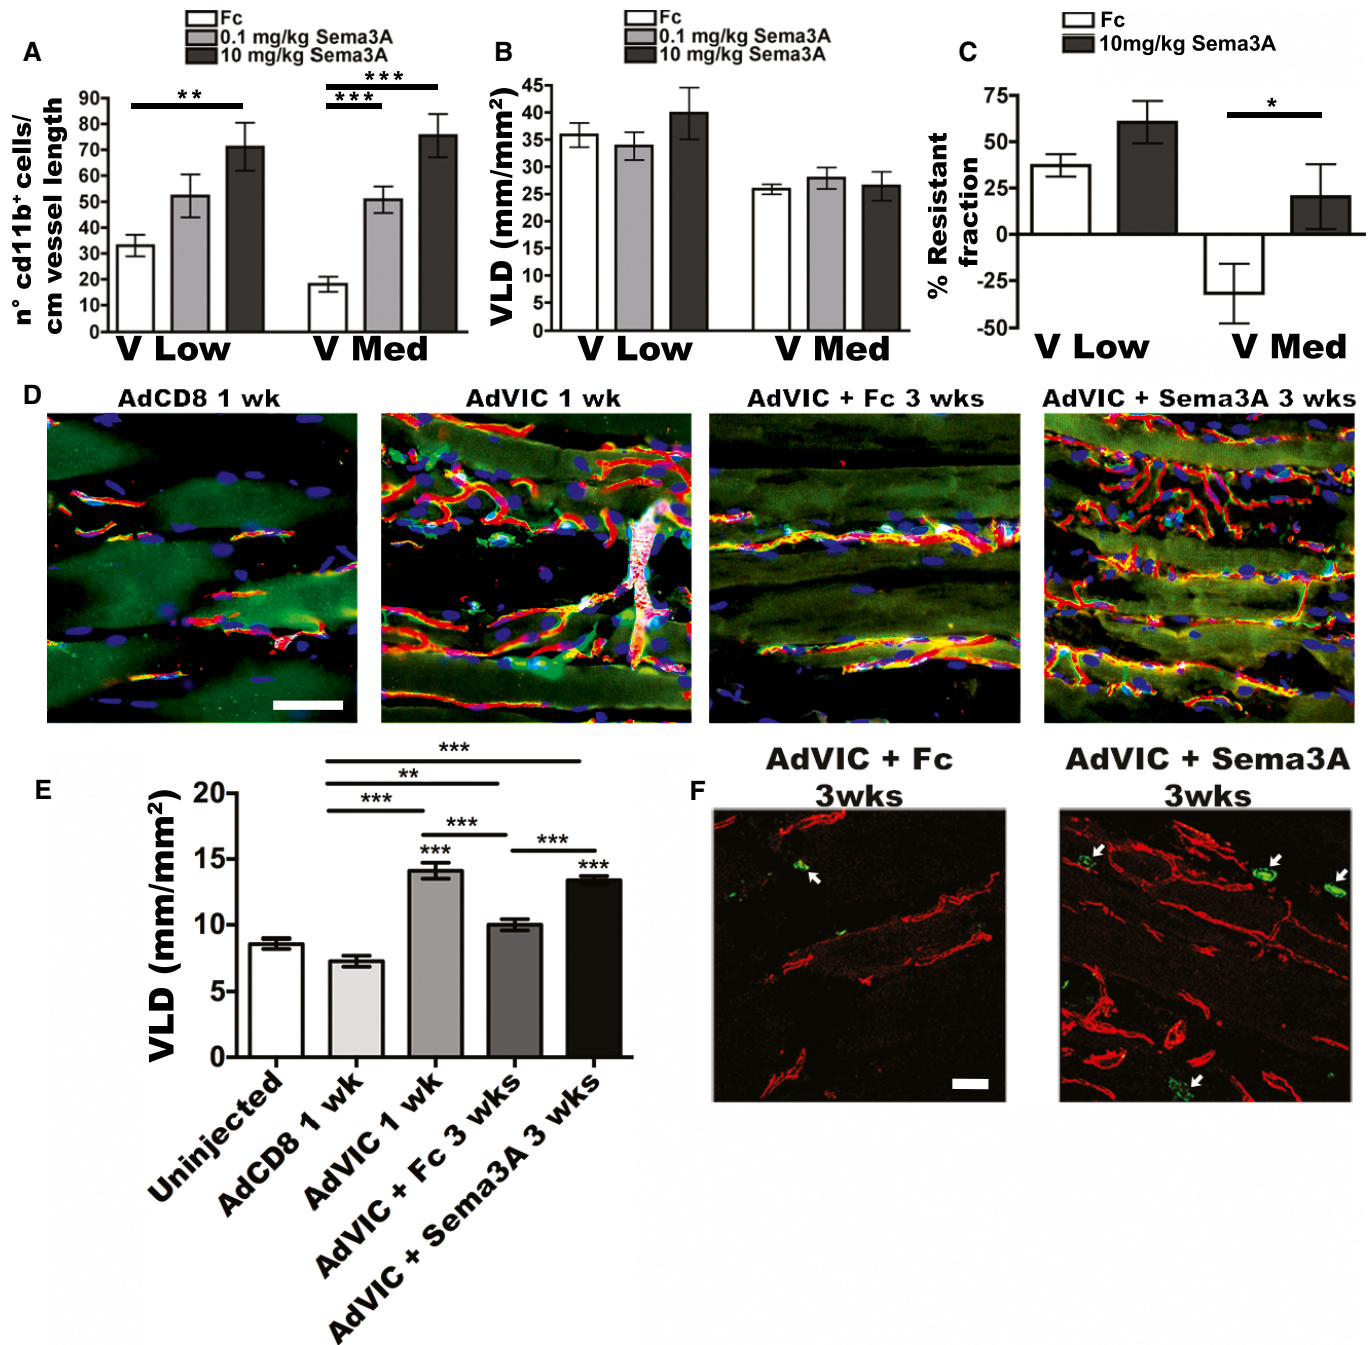 A
Fc
0.1 mg/kg Sema3A
10 mg/kg Sema3A
n° cd11b⁺ cells/
cm vessel length
90
80
70
60
50
40
30
20
10
0
**
***
***
V Low
V Med
B
Fc
0.1 mg/kg Sema3A
10 mg/kg Sema3A
VLD (mm/mm²)
45
40
35
30
25
20
15
10
5
0
V Low
V Med
C
Fc
10mg/kg Sema3A
% Resistant
fraction
75
50
25
0
-25
-50
*
V Low
V Med
D
AdCD8 1 wk
AdVIC 1 wk
AdVIC + Fc 3 wks
AdVIC + Sema3A 3 wks
E
VLD (mm/mm²)
20
15
10
5
0
***
**
***
***
***
***
***
Uninjected
AdCD8 1 wk
AdVIC 1 wk
AdVIC + Fc 3 wks
AdVIC + Sema3A 3 wks
F
AdVIC + Fc
3wks
AdVIC + Sema3A
3wks